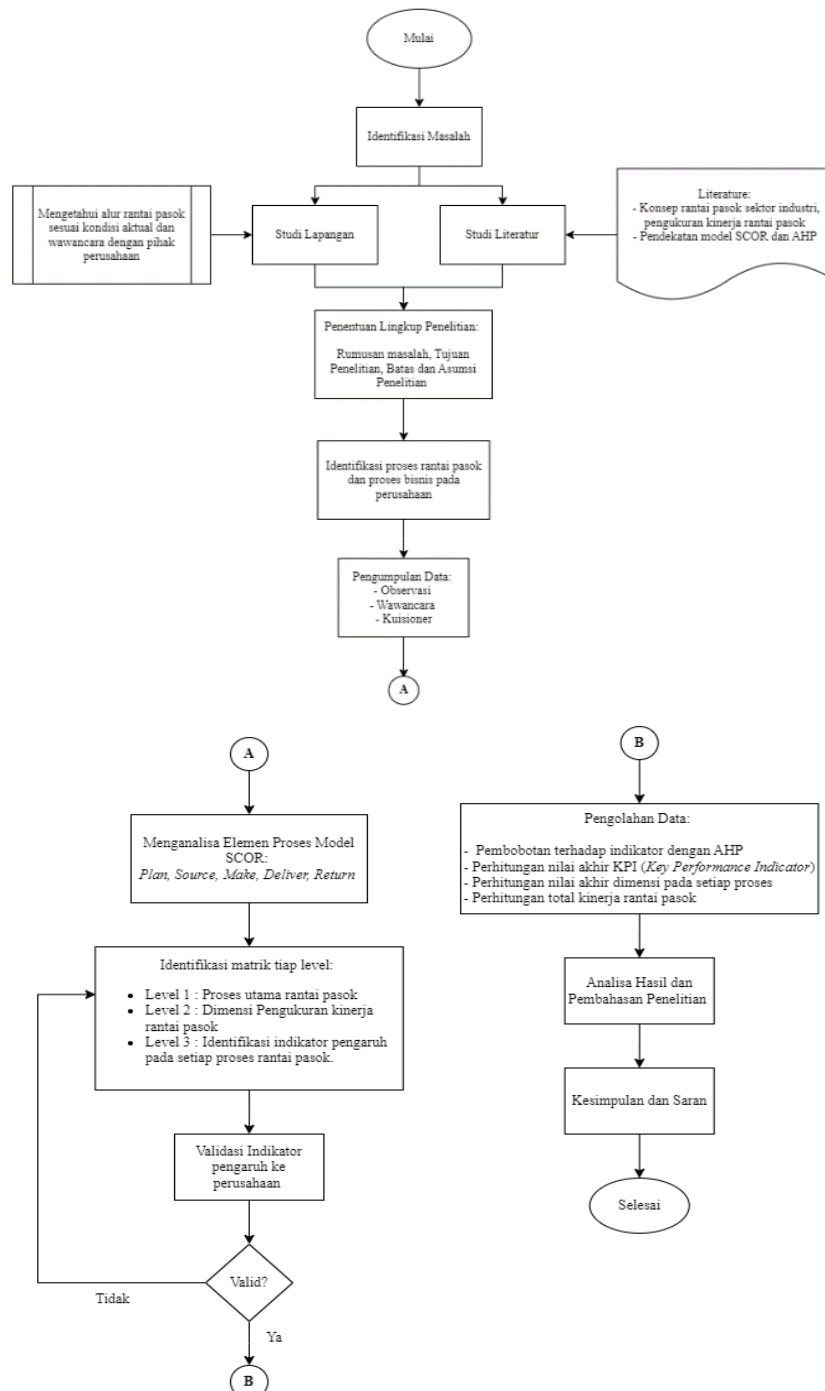 Mulai
Identifikasi Masalah
Mengetahui alur rantai pasok
sesuai kondisi aktual dan
wawancara dengan pihak
perusahaan
Studi Lapangan
Studi Literatur
Literature:
- Konsep rantai pasok sektor industri,
pengukuran kinerja rantai pasok
- Pendekatan model SCOR dan AHP
Penentuan Lingkup Penelitian:
Rumusan masalah, Tujuan
Penelitian, Batas dan Asumsi
Penelitian
Identifikasi proses rantai pasok
dan proses bisnis pada
perusahaan
Pengumpulan Data:
- Observasi
- Wawancara
- Kuisioner
A
A
Menganalisa Elemen Proses Model
SCOR:
Plan, Source, Make, Deliver, Return
Identifikasi matrik tiap level:
• Level 1 : Proses utama rantai pasok
• Level 2 : Dimensi Pengukuran kinerja
rantai pasok
• Level 3 : Identifikasi indikator pengaruh
pada setiap proses rantai pasok.
Validasi Indikator
pengaruh ke
perusahaan
Valid?
Tidak
Ya
B
B
Pengolahan Data:
- Pembobotan terhadap indikator dengan AHP
- Perhitungan nilai akhir KPI (Key Performance Indicator)
- Perhitungan nilai akhir dimensi pada setiap proses
- Perhitungan total kinerja rantai pasok
Analisa Hasil dan
Pembahasan Penelitian
Kesimpulan dan Saran
Selesai